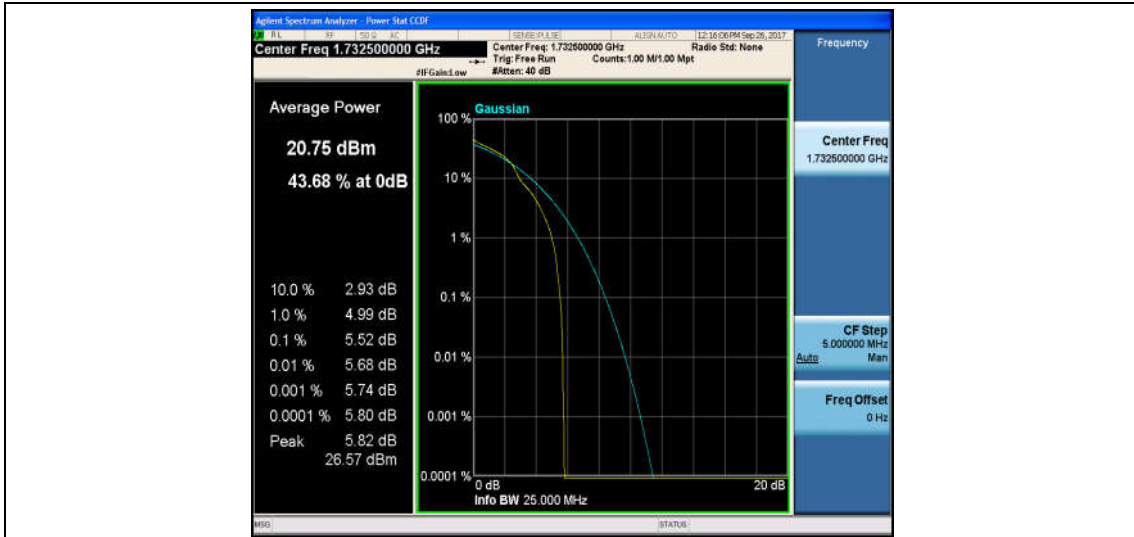 Agilent Spectrum Analyzer - Power Stat CCDF
RL RF 50 Ω AC SENSE:PULSE ALIGN AUTO 12:16:06 PM Sep 26, 2017
Center Freq 1.732500000 GHz
Center Freq: 1.732500000 GHz Radio Std: None
Trig: Free Run Counts:1.00 M/1.00 Mpt
#IFGain:Low #Atten: 40 dB
Frequency
Average Power
20.75 dBm
43.68 % at 0dB
10.0 % 2.93 dB
1.0 % 4.99 dB
0.1 % 5.52 dB
0.01 % 5.68 dB
0.001 % 5.74 dB
0.0001 % 5.80 dB
Peak 5.82 dB
26.57 dBm
Gaussian
100 %
10 %
1 %
0.1 %
0.01 %
0.001 %
0.0001 %
0 dB 20 dB
Info BW 25.000 MHz
Center Freq
1.732500000 GHz
CF Step
5.000000 MHz
Auto Man
Freq Offset
0 Hz
MSG STATUS